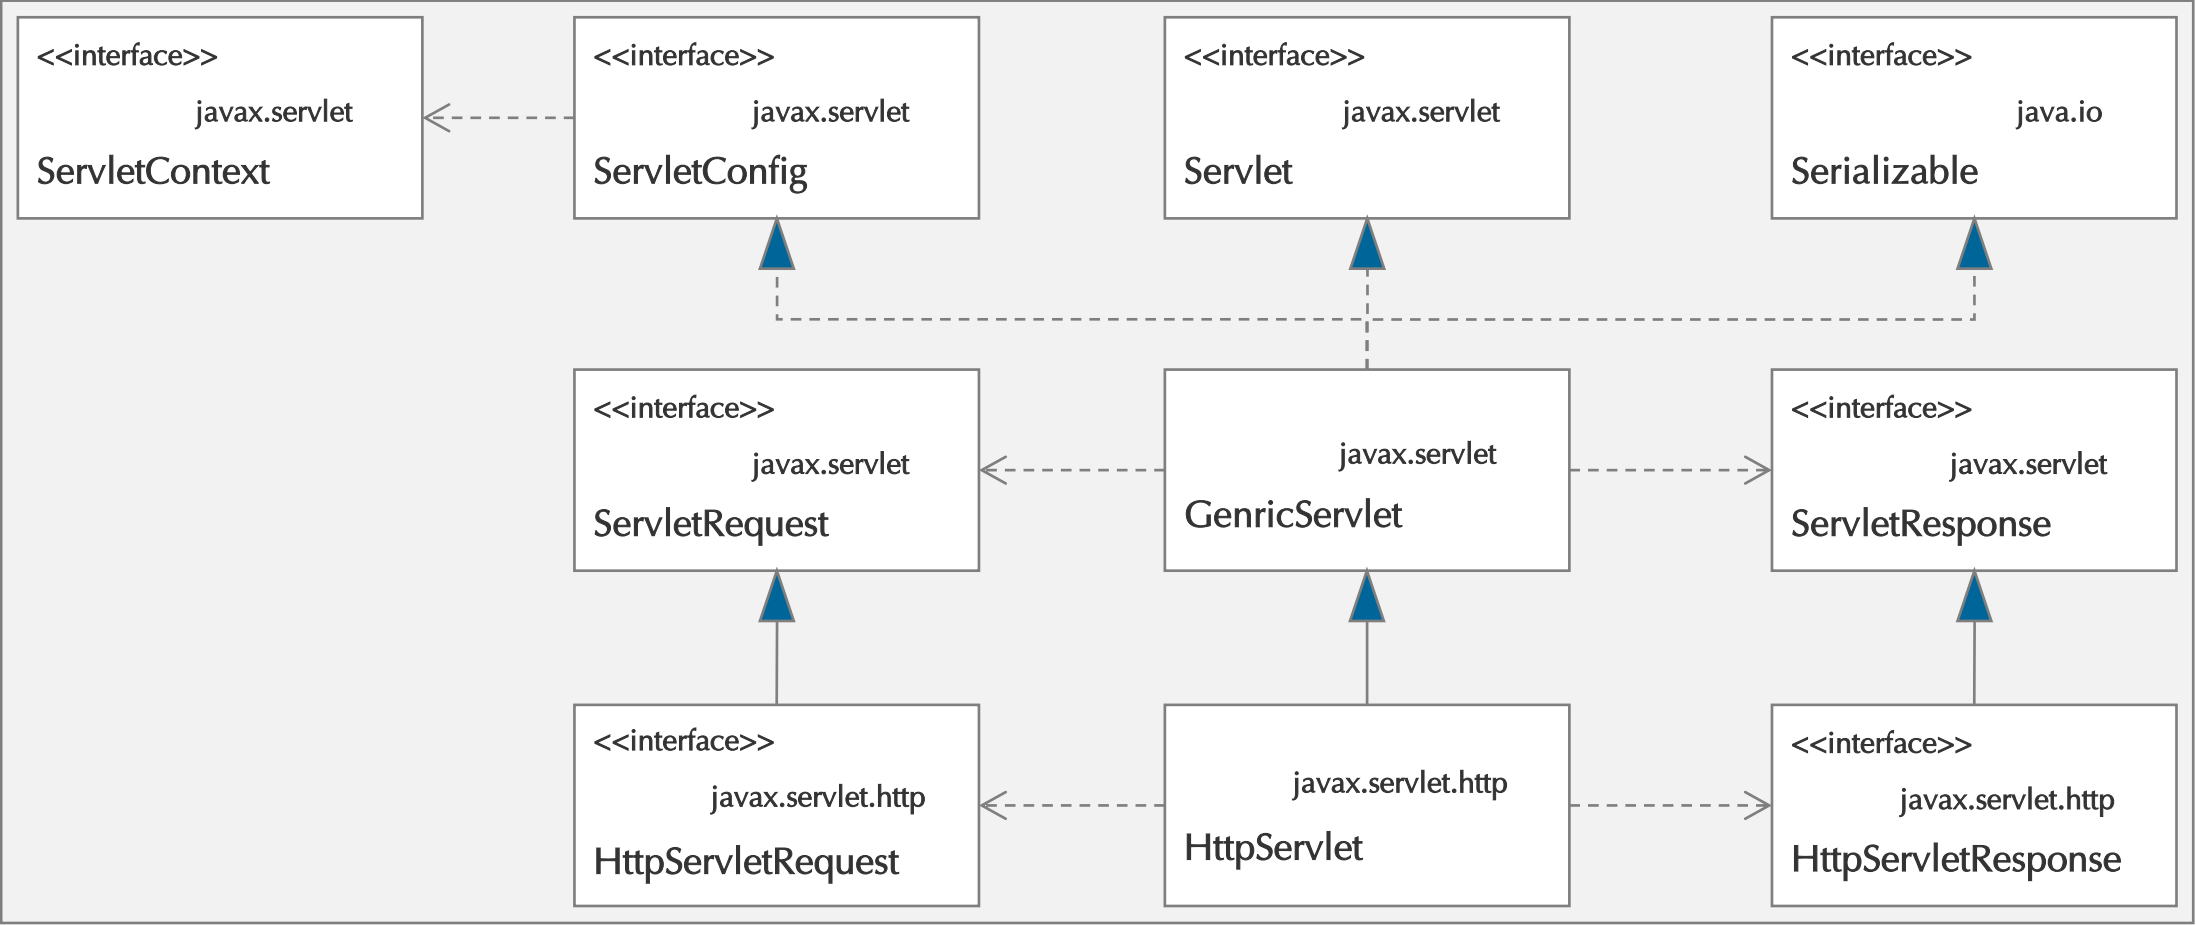 <<interface>>
javax.servlet
ServletContext
<<interface>>
javax.servlet
ServletConfig
<<interface>>
javax.servlet
Servlet
<<interface>>
java.io
Serializable
<<interface>>
javax.servlet
ServletRequest
javax.servlet
GenricServlet
<<interface>>
javax.servlet
ServletResponse
<<interface>>
javax.servlet.http
HttpServletRequest
javax.servlet.http
HttpServlet
<<interface>>
javax.servlet.http
HttpServletResponse